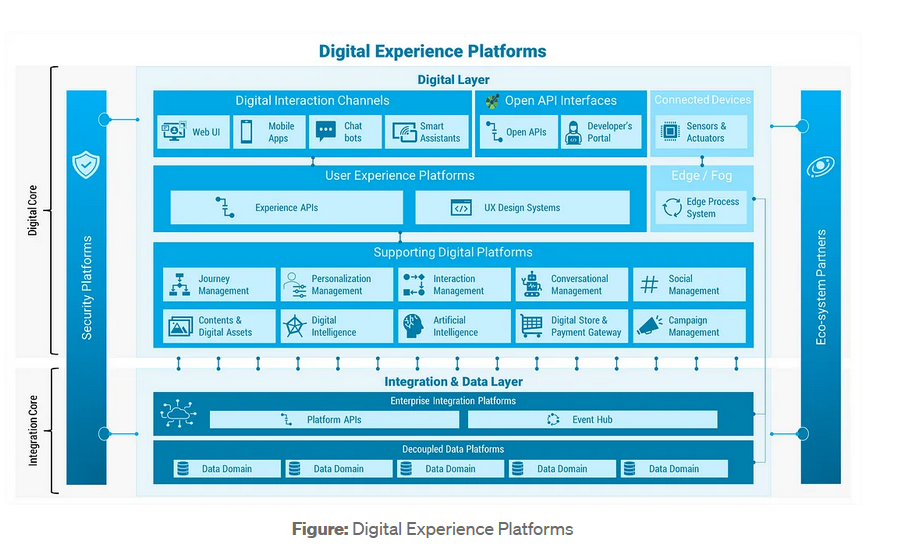 Digital Experience Platforms
Digital Layer
Digital Core
Security Platforms
Digital Interaction Channels
Web UI
Mobile
Apps
Chat
bots
Smart
Assistants
Open API Interfaces
Open APIs
Developer's
Portal
Connected Devices
Sensors &
Actuators
User Experience Platforms
Experience APIs
UX Design Systems
Edge / Fog
Edge Process
System
Supporting Digital Platforms
Journey
Management
Personalization
Management
Interaction
Management
Conversational
Management
Social
Management
Contents &
Digital Assets
Digital
Intelligence
Artificial
Intelligence
Digital Store &
Payment Gateway
Campaign
Management
Eco-system Partners
Integration Core
Integration & Data Layer
Enterprise Integration Platforms
Platform APIs
Event Hub
Decoupled Data Platforms
Data Domain
Data Domain
Data Domain
Data Domain
Data Domain
Figure: Digital Experience Platforms